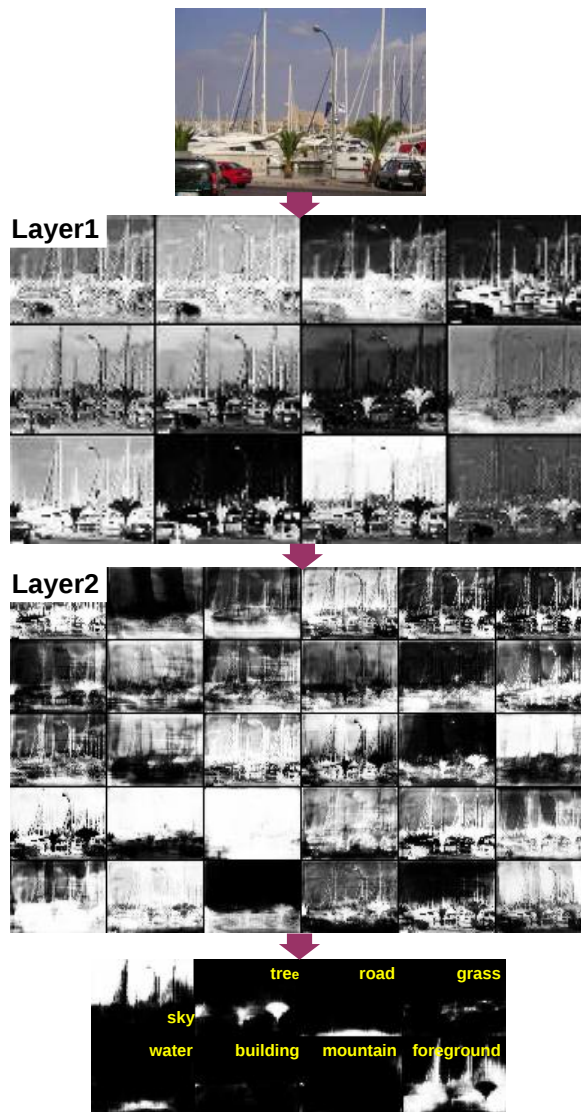 Layer1
Layer2
tree road grass
sky
water building mountain foreground